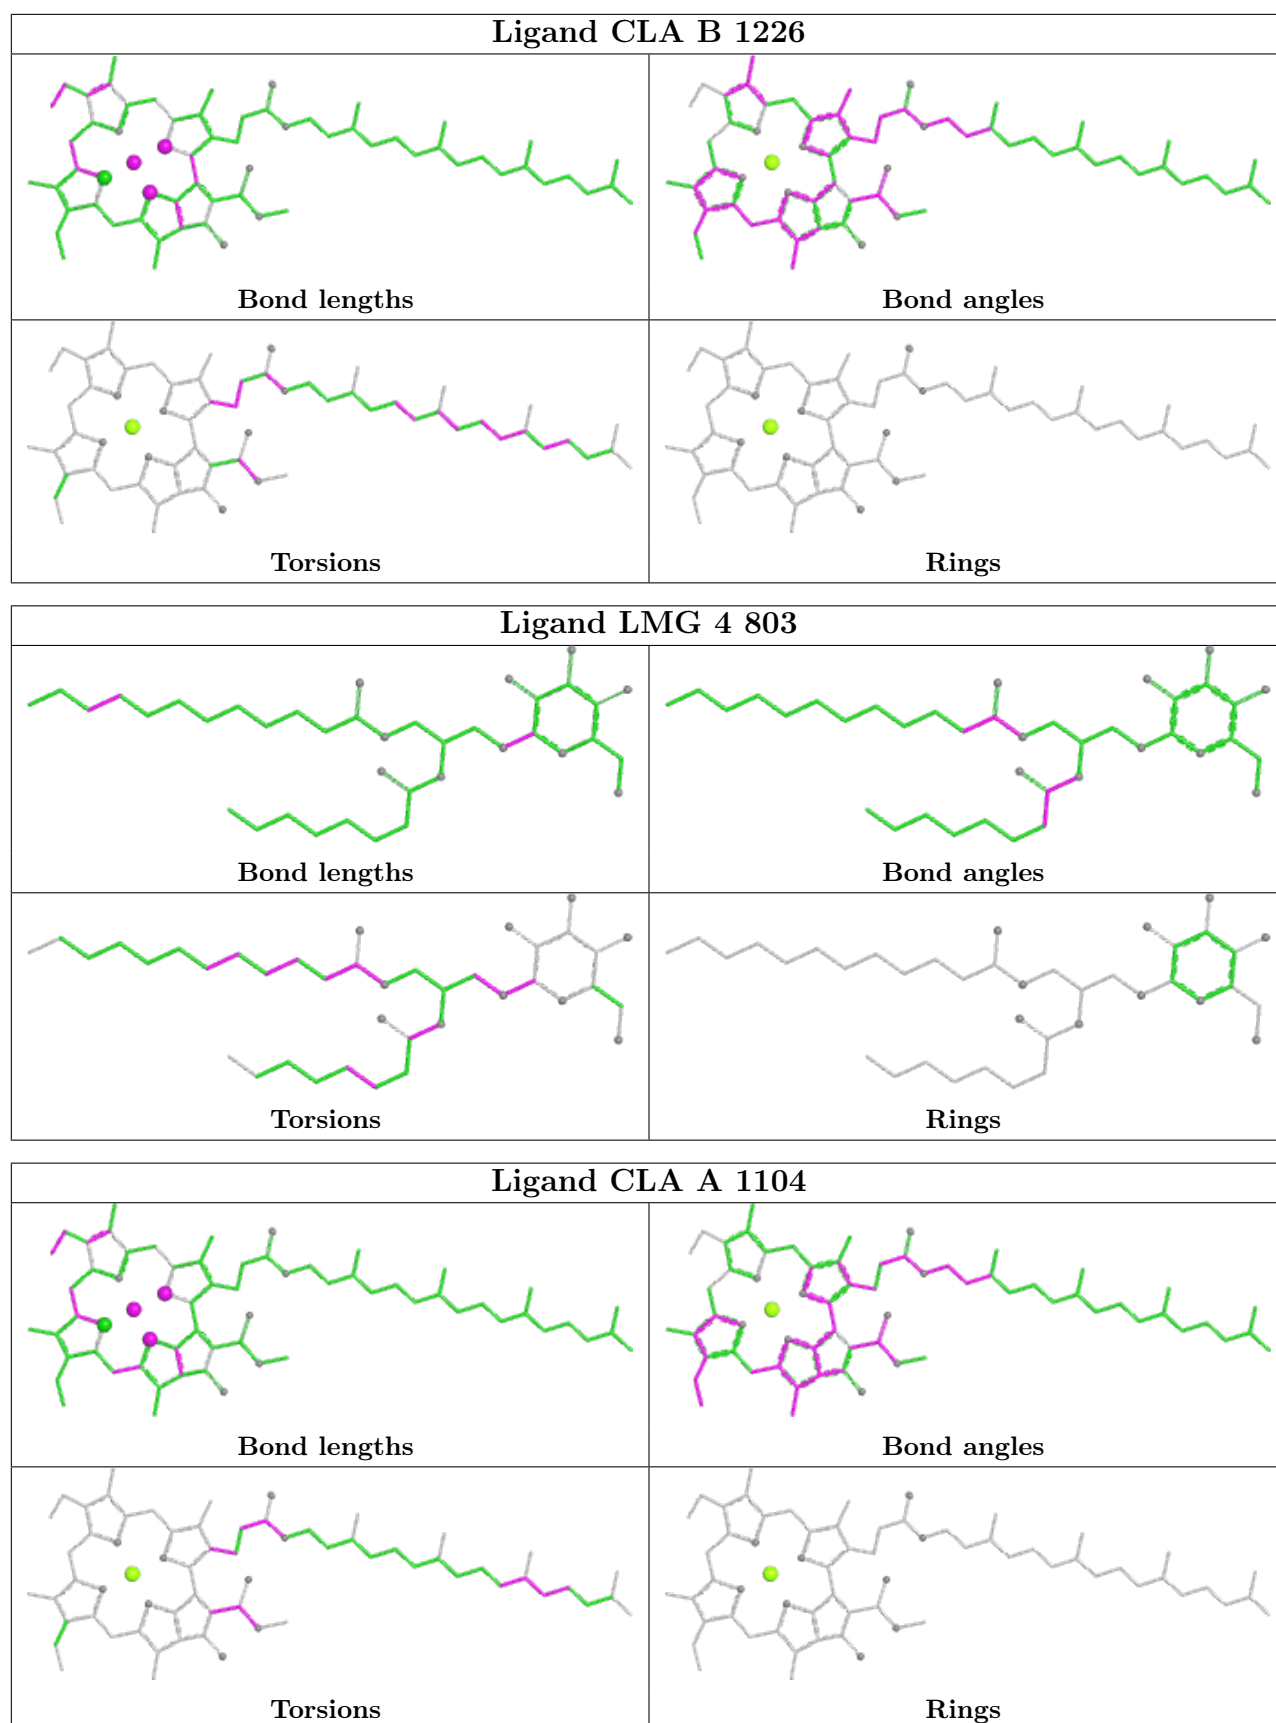 Ligand CLA B 1226
Bond lengths
Bond angles
Torsions
Rings
Ligand LMG 4 803
Bond lengths
Bond angles
Torsions
Rings
Ligand CLA A 1104
Bond lengths
Bond angles
Torsions
Rings